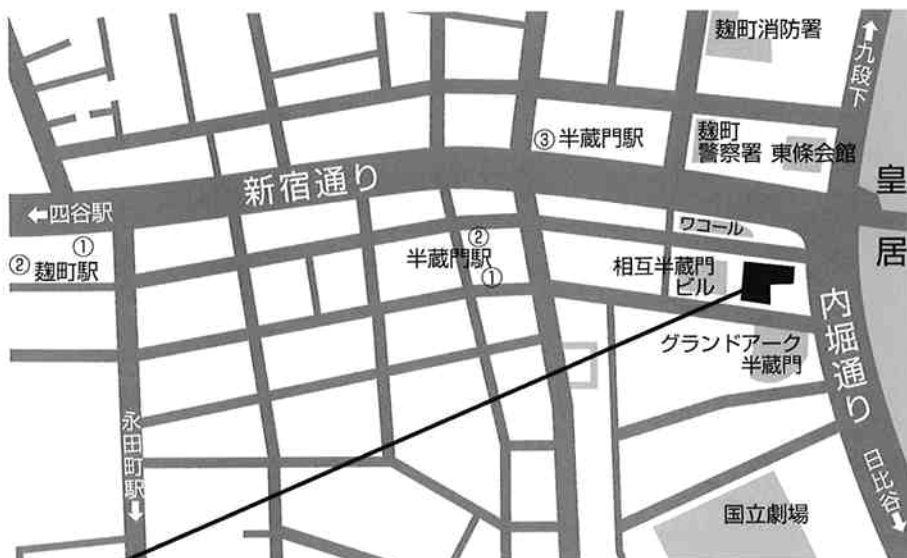 麹町消防署
↑九段下
③半蔵門駅
麹町
警察署
東條会館
皇居
新宿通り
←四谷駅
ワコール
①
②麹町駅
②
半蔵門駅
①
相互半蔵門
ビル
内堀通り
グランドアーク
半蔵門
永田町駅↓
日比谷↓
国立劇場